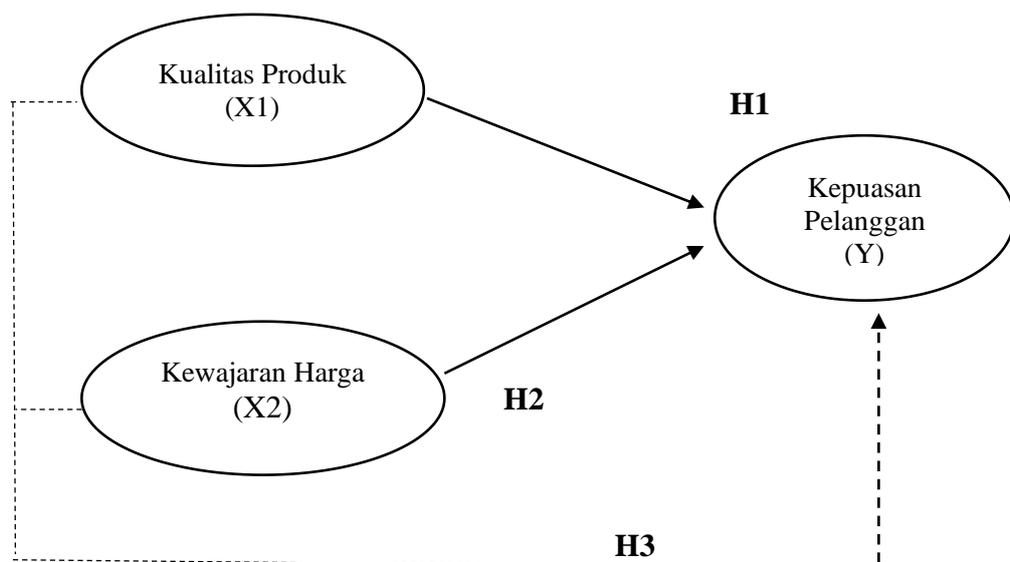 Kualitas Produk
(X1)
H1
Kepuasan
Pelanggan
(Y)
Kewajaran Harga
(X2)
H2
H3